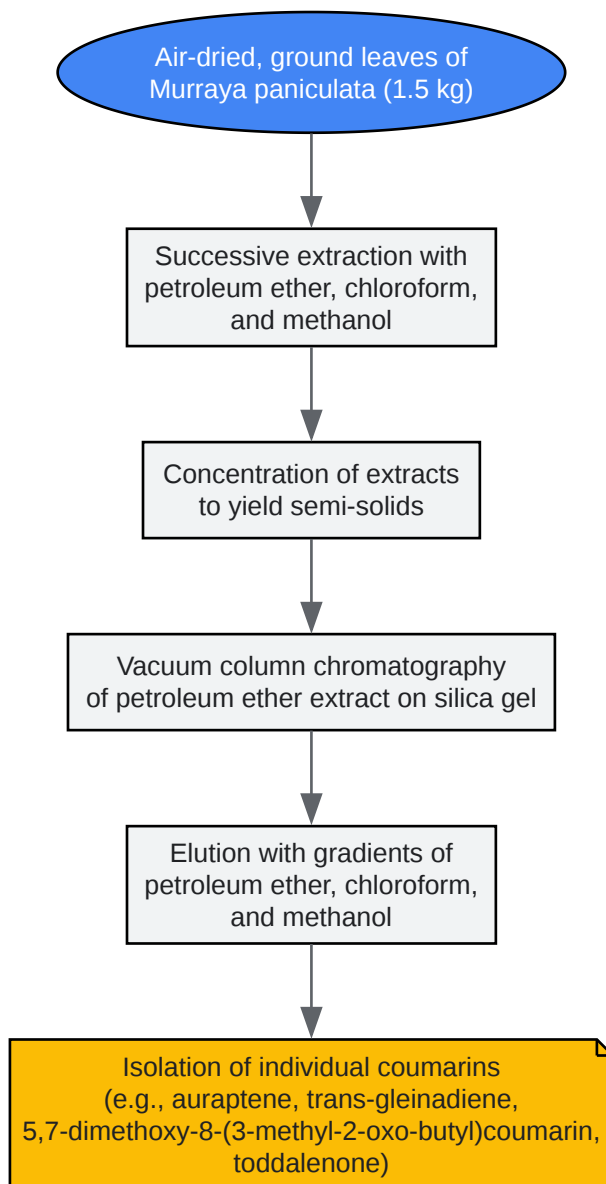 Air-dried, ground leaves of
Murraya paniculata (1.5 kg)
Successive extraction with
petroleum ether, chloroform,
and methanol
Concentration of extracts
to yield semi-solids
Vacuum column chromatography
of petroleum ether extract on silica gel
Elution with gradients of
petroleum ether, chloroform,
and methanol
Isolation of individual coumarins
(e.g., auraptene, trans-gleinadiene,
5,7-dimethoxy-8-(3-methyl-2-oxo-butyl)coumarin,
toddalenone)